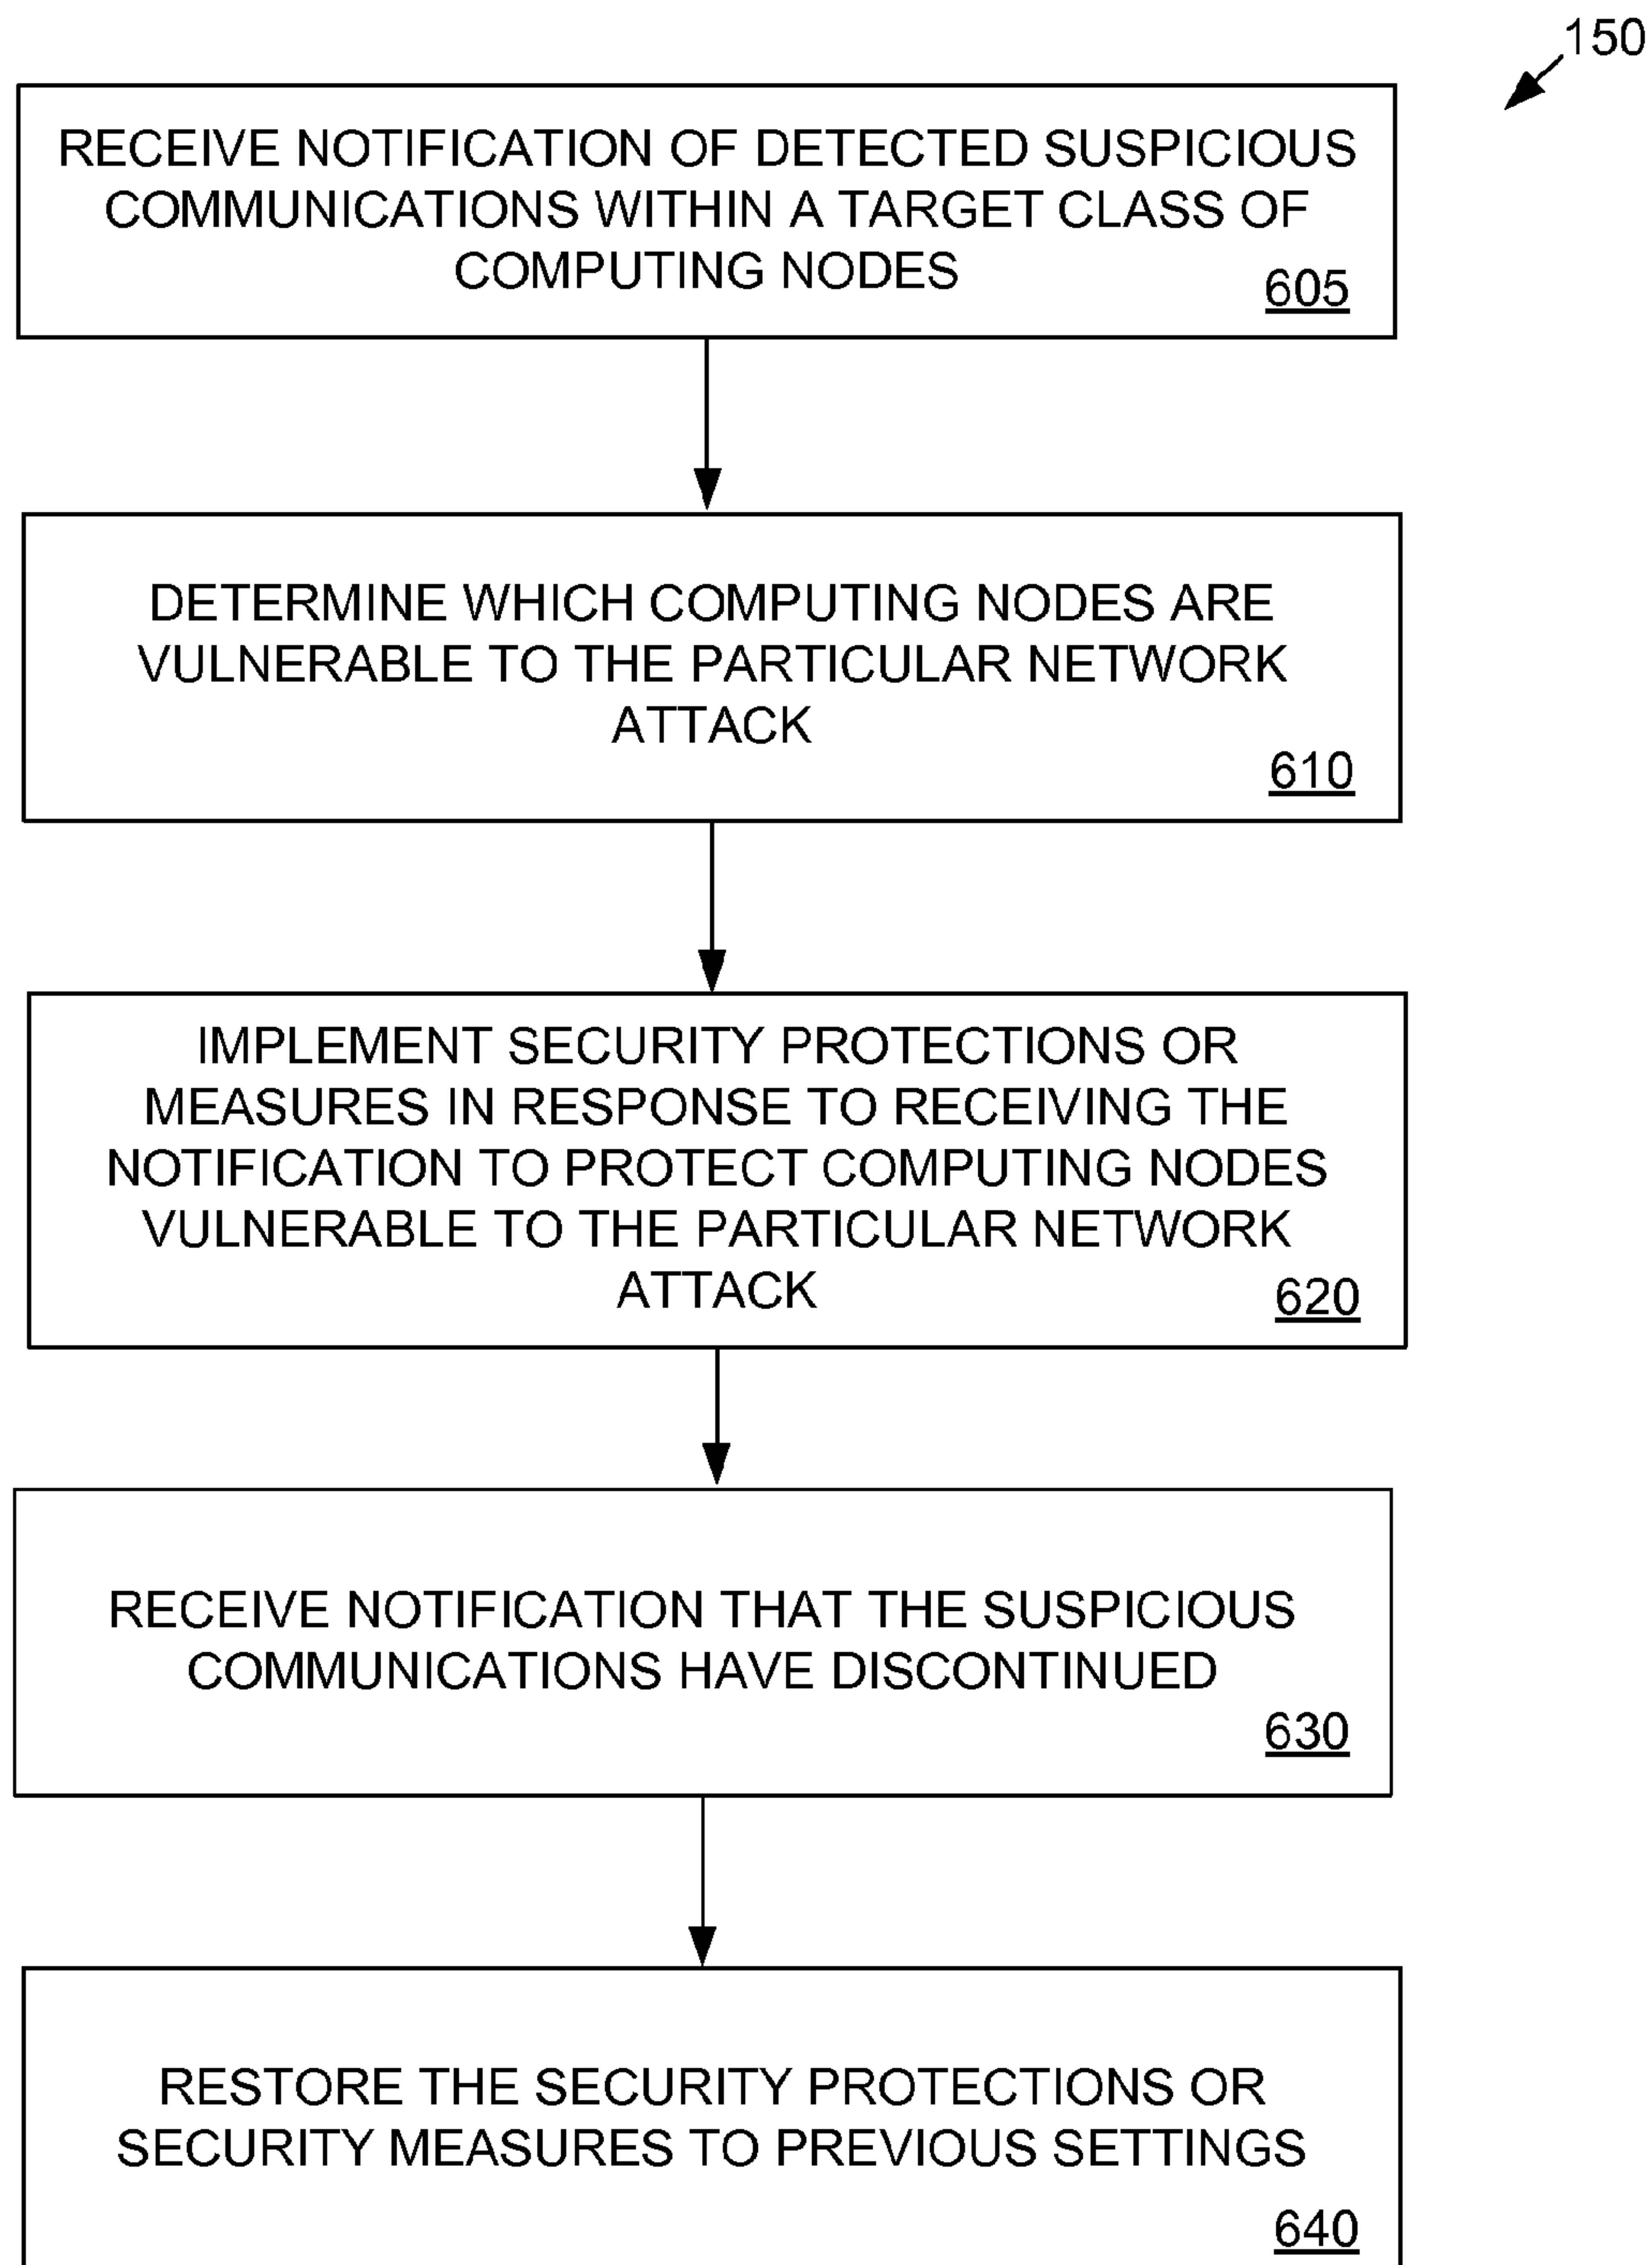 150
RECEIVE NOTIFICATION OF DETECTED SUSPICIOUS
COMMUNICATIONS WITHIN A TARGET CLASS OF
COMPUTING NODES
605
DETERMINE WHICH COMPUTING NODES ARE
VULNERABLE TO THE PARTICULAR NETWORK
ATTACK
610
IMPLEMENT SECURITY PROTECTIONS OR
MEASURES IN RESPONSE TO RECEIVING THE
NOTIFICATION TO PROTECT COMPUTING NODES
VULNERABLE TO THE PARTICULAR NETWORK
ATTACK
620
RECEIVE NOTIFICATION THAT THE SUSPICIOUS
COMMUNICATIONS HAVE DISCONTINUED
630
RESTORE THE SECURITY PROTECTIONS OR
SECURITY MEASURES TO PREVIOUS SETTINGS
640